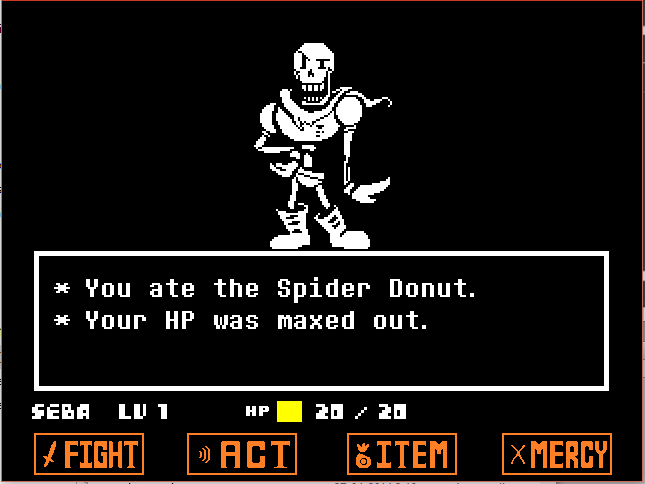 * You ate the Spider Donut.
* Your HP was maxed out.
SEBA LV 1 HP 20 / 20
FIGHT ACT ITEM MERCY